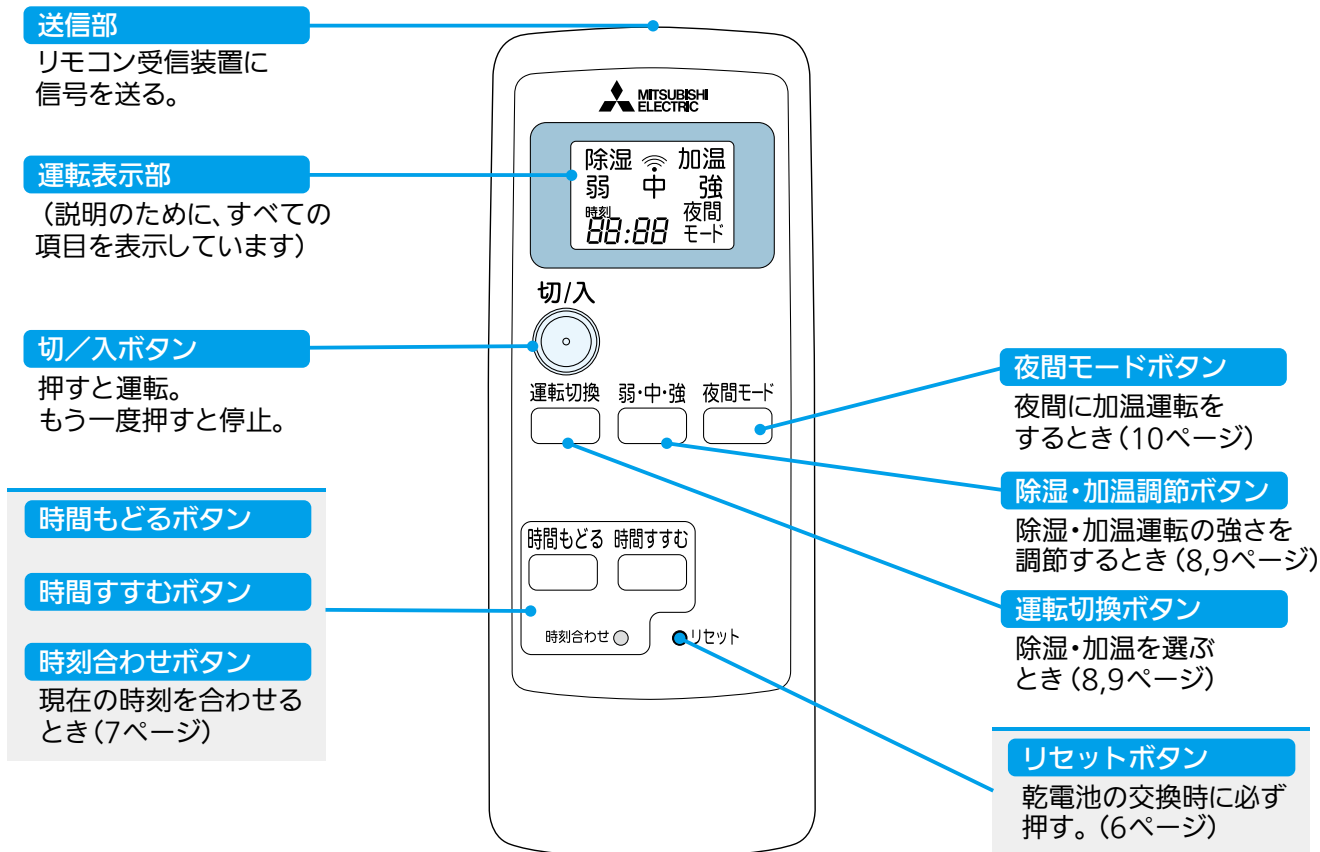 送信部
リモコン受信装置に
信号を送る。
運転表示部
（説明のために、すべての
項目を表示しています）
切／入ボタン
押すと運転。
もう一度押すと停止。
時間もどるボタン
時間すすむボタン
時刻合わせボタン
現在の時刻を合わせる
とき（7ページ）
MITSUBISHI
ELECTRIC
除湿 加温
弱 中 強
時刻 夜間
88:88 モード
切/入
運転切換 弱・中・強 夜間モード
時間もどる 時間すすむ
時刻合わせ リセット
夜間モードボタン
夜間に加温運転を
するとき（10ページ）
除湿・加温調節ボタン
除湿・加温運転の強さを
調節するとき（8,9ページ）
運転切換ボタン
除湿・加温を選ぶ
とき（8,9ページ）
リセットボタン
乾電池の交換時に必ず
押す。（6ページ）